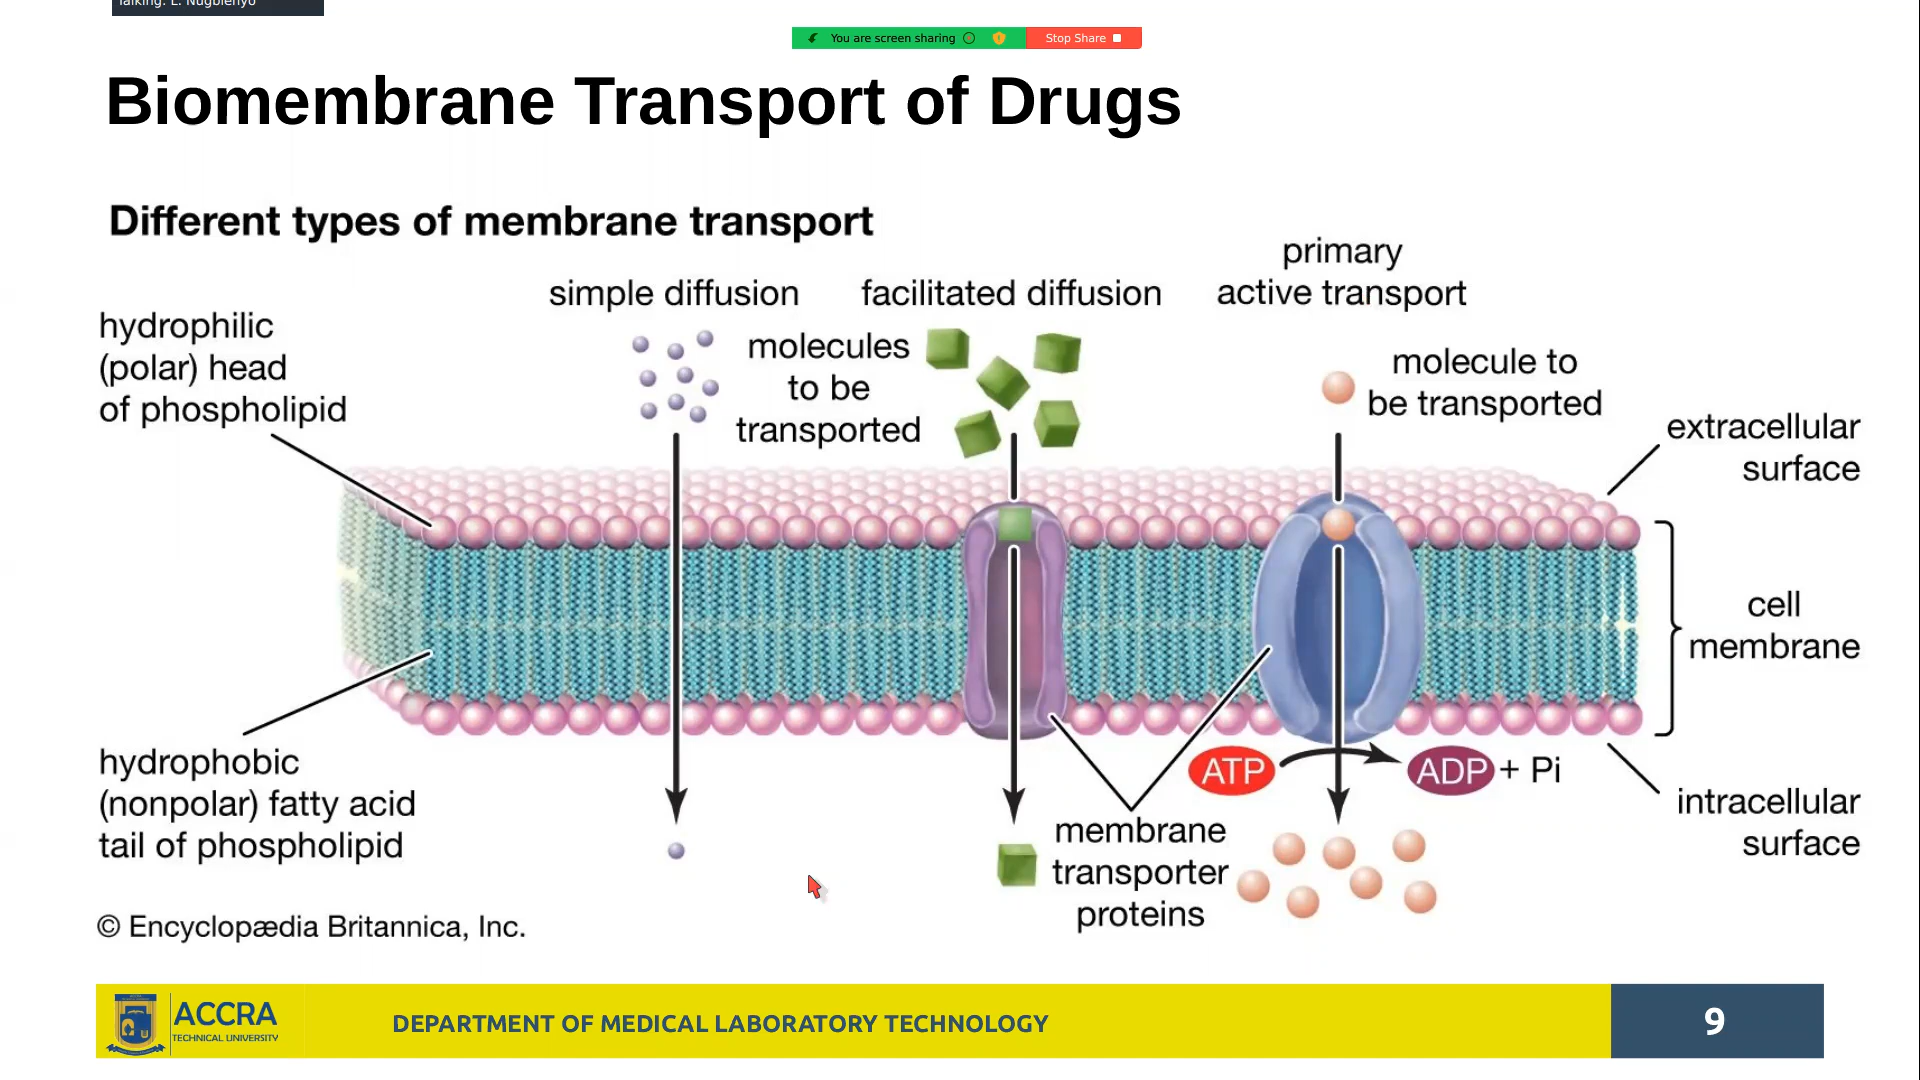 Talking: L. Nugblenyo
You are screen sharing
Stop Share
Biomembrane Transport of Drugs
Different types of membrane transport
primary
active transport
simple diffusion
facilitated diffusion
hydrophilic
(polar) head
of phospholipid
molecules
to be
transported
molecule to
be transported
extracellular
surface
cell
membrane
hydrophobic
(nonpolar) fatty acid
tail of phospholipid
ATP
ADP + Pi
membrane
transporter
proteins
intracellular
surface
© Encyclopædia Britannica, Inc.
ACCRA
TECHNICAL UNIVERSITY
DEPARTMENT OF MEDICAL LABORATORY TECHNOLOGY
9